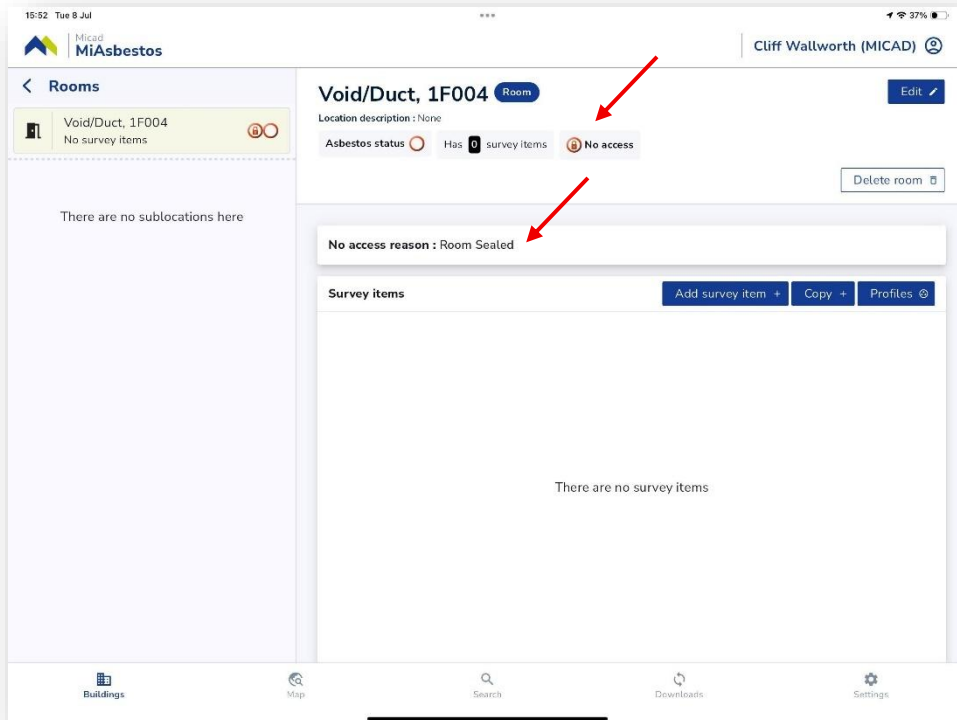 15:52 Tue 8 Jul
37%
Micad
MiAsbestos
Cliff Wallworth (MICAD)
Rooms
Void/Duct, 1F004
No survey items
There are no sublocations here
Void/Duct, 1F004 Room
Edit
Location description : None
Asbestos status Has 0 survey items No access
Delete room
No access reason : Room Sealed
Survey items Add survey item + Copy + Profiles
There are no survey items
Buildings Map Search Downloads Settings